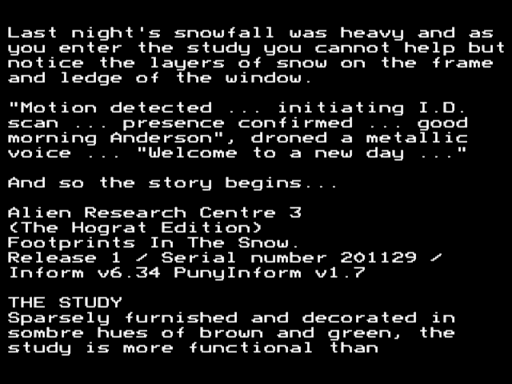 Last night's snowfall was heavy and as
you enter the study you cannot help but
notice the layers of snow on the frame
and ledge of the window.
"Motion detected ... initiating I.D.
scan ... presence confirmed ... good
morning Anderson", droned a metallic
voice ... "Welcome to a new day ..."
And so the story begins...
Alien Research Centre 3
(The Hograt Edition)
Footprints In The Snow.
Release 1 / Serial number 201129 /
Inform v6.34 PunyInform v1.7
THE STUDY
Sparsely furnished and decorated in
sombre hues of brown and green, the
study is more functional than